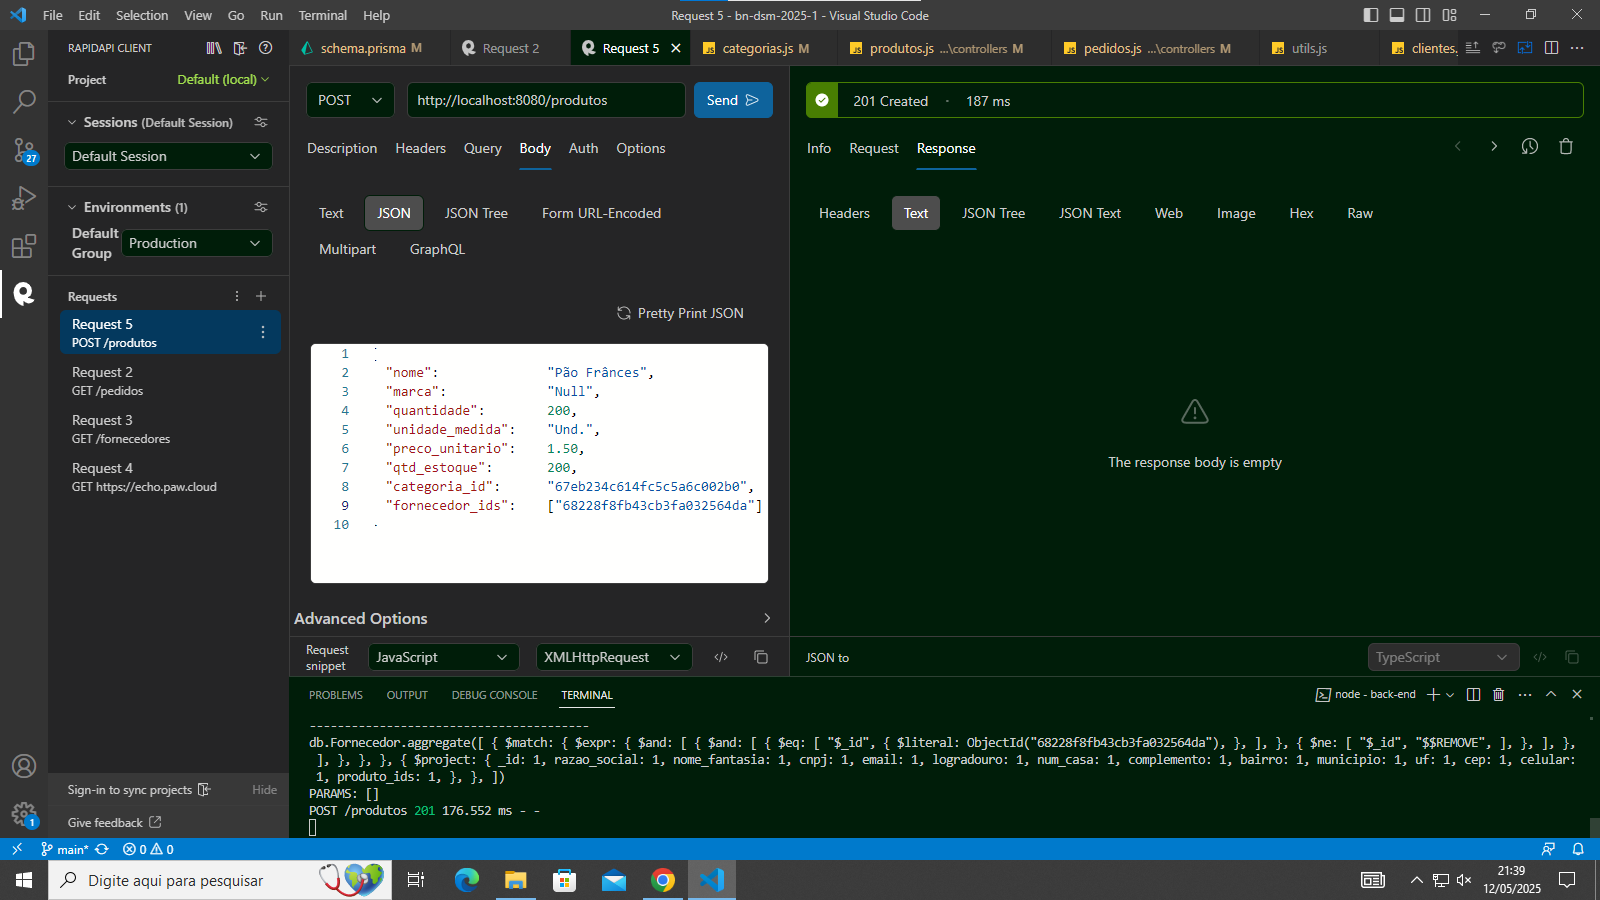 File Edit Selection View Go Run Terminal Help
Request 5 - bn-dsm-2025-1 - Visual Studio Code
RAPIDAPI CLIENT
Project Default (local)
Sessions (Default Session)
Default Session
Environments (1)
Default Group Production
Requests
Request 5
POST /produtos
Request 2
GET /pedidos
Request 3
GET /fornecedores
Request 4
GET https://echo.paw.cloud
Sign-in to sync projects Hide
Give feedback
27
1
schema.prisma M Request 2 Request 5 categorias.js M produtos.js ...\controllers M pedidos.js ...\controllers M utils.js clientes.
POST http://localhost:8080/produtos Send
Description Headers Query Body Auth Options
Text JSON JSON Tree Form URL-Encoded
Multipart GraphQL
Pretty Print JSON
1
2 "nome": "Pão Frânces",
3 "marca": "Null",
4 "quantidade": 200,
5 "unidade_medida": "Und.",
6 "preco_unitario": 1.50,
7 "qtd_estoque": 200,
8 "categoria_id": "67eb234c614fc5c5a6c002b0",
9 "fornecedor_ids": ["68228f8fb43cb3fa032564da"]
10
Advanced Options
Request snippet JavaScript XMLHttpRequest
201 Created · 187 ms
Info Request Response
Headers Text JSON Tree JSON Text Web Image Hex Raw
The response body is empty
JSON to TypeScript
PROBLEMS OUTPUT DEBUG CONSOLE TERMINAL
node - back-end
----------------------------------------
db.Fornecedor.aggregate([ { $match: { $expr: { $and: [ { $and: [ { $eq: [ "$_id", { $literal: ObjectId("68228f8fb43cb3fa032564da"), }, ], }, { $ne: [ "$_id", "$$REMOVE", ], }, ], },
], }, }, }, { $project: { _id: 1, razao_social: 1, nome_fantasia: 1, cnpj: 1, email: 1, logradouro: 1, num_casa: 1, complemento: 1, bairro: 1, municipio: 1, uf: 1, cep: 1, celular:
1, produto_ids: 1, }, }, ])
PARAMS: []
POST /produtos 201 176.552 ms - -
main* 0 0
Digite aqui para pesquisar
21:39
12/05/2025